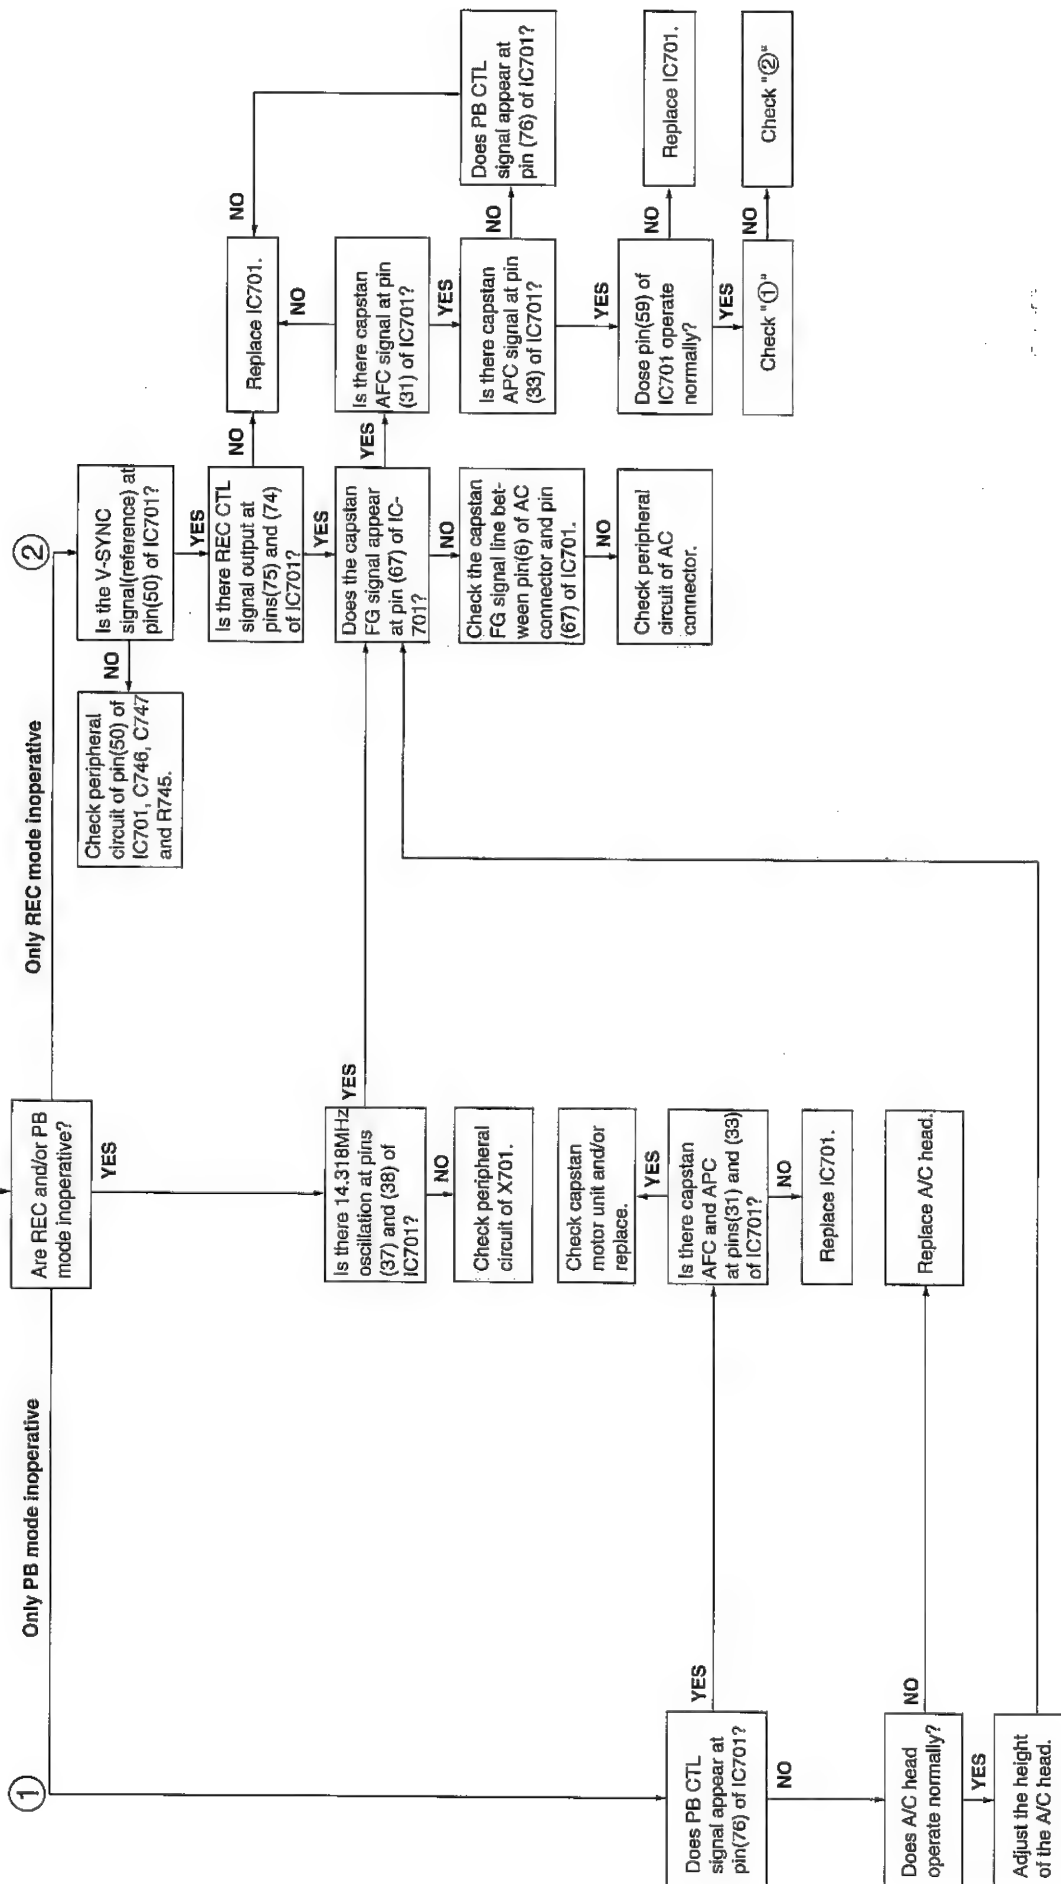 Are REC and/or PB
mode inoperative?
Only PB mode inoperative
Only REC mode inoperative
YES
1
2
Is the V-SYNC
signal(reference) at
pin(50) of IC701?
NO
Check peripheral
circuit of pin(50) of
IC701, C746, C747
and R745.
YES
Is there REC CTL
signal output at
pins(75) and (74)
of IC701?
NO
Replace IC701.
NO
NO
YES
Is there 14.318MHz
oscillation at pins
(37) and (38) of
IC701?
YES
Does the capstan
FG signal appear
at pin (67) of IC-
701?
YES
Is there capstan
AFC signal at pin
(31) of IC701?
NO
Check peripheral
circuit of X701.
NO
Check the capstan
FG signal line bet-
ween pin(6) of AC
connector and pin
(67) of IC701.
YES
Is there capstan
APC signal at pin
(33) of IC701?
NO
Does PB CTL
signal appear at
pin (76) of IC701?
Check capstan
motor unit and/or
replace.
NO
Check peripheral
circuit of AC
connector.
YES
Dose pin(59) of
IC701 operate
normally?
NO
Replace IC701.
YES
Does PB CTL
signal appear at
pin(76) of IC701?
YES
Is there capstan
AFC and APC
at pins(31) and (33)
of IC701?
YES
Check "①"
NO
Check "②"
NO
NO
Replace IC701.
Does A/C head
operate normally?
NO
Replace A/C head.
YES
Adjust the height
of the A/C head.